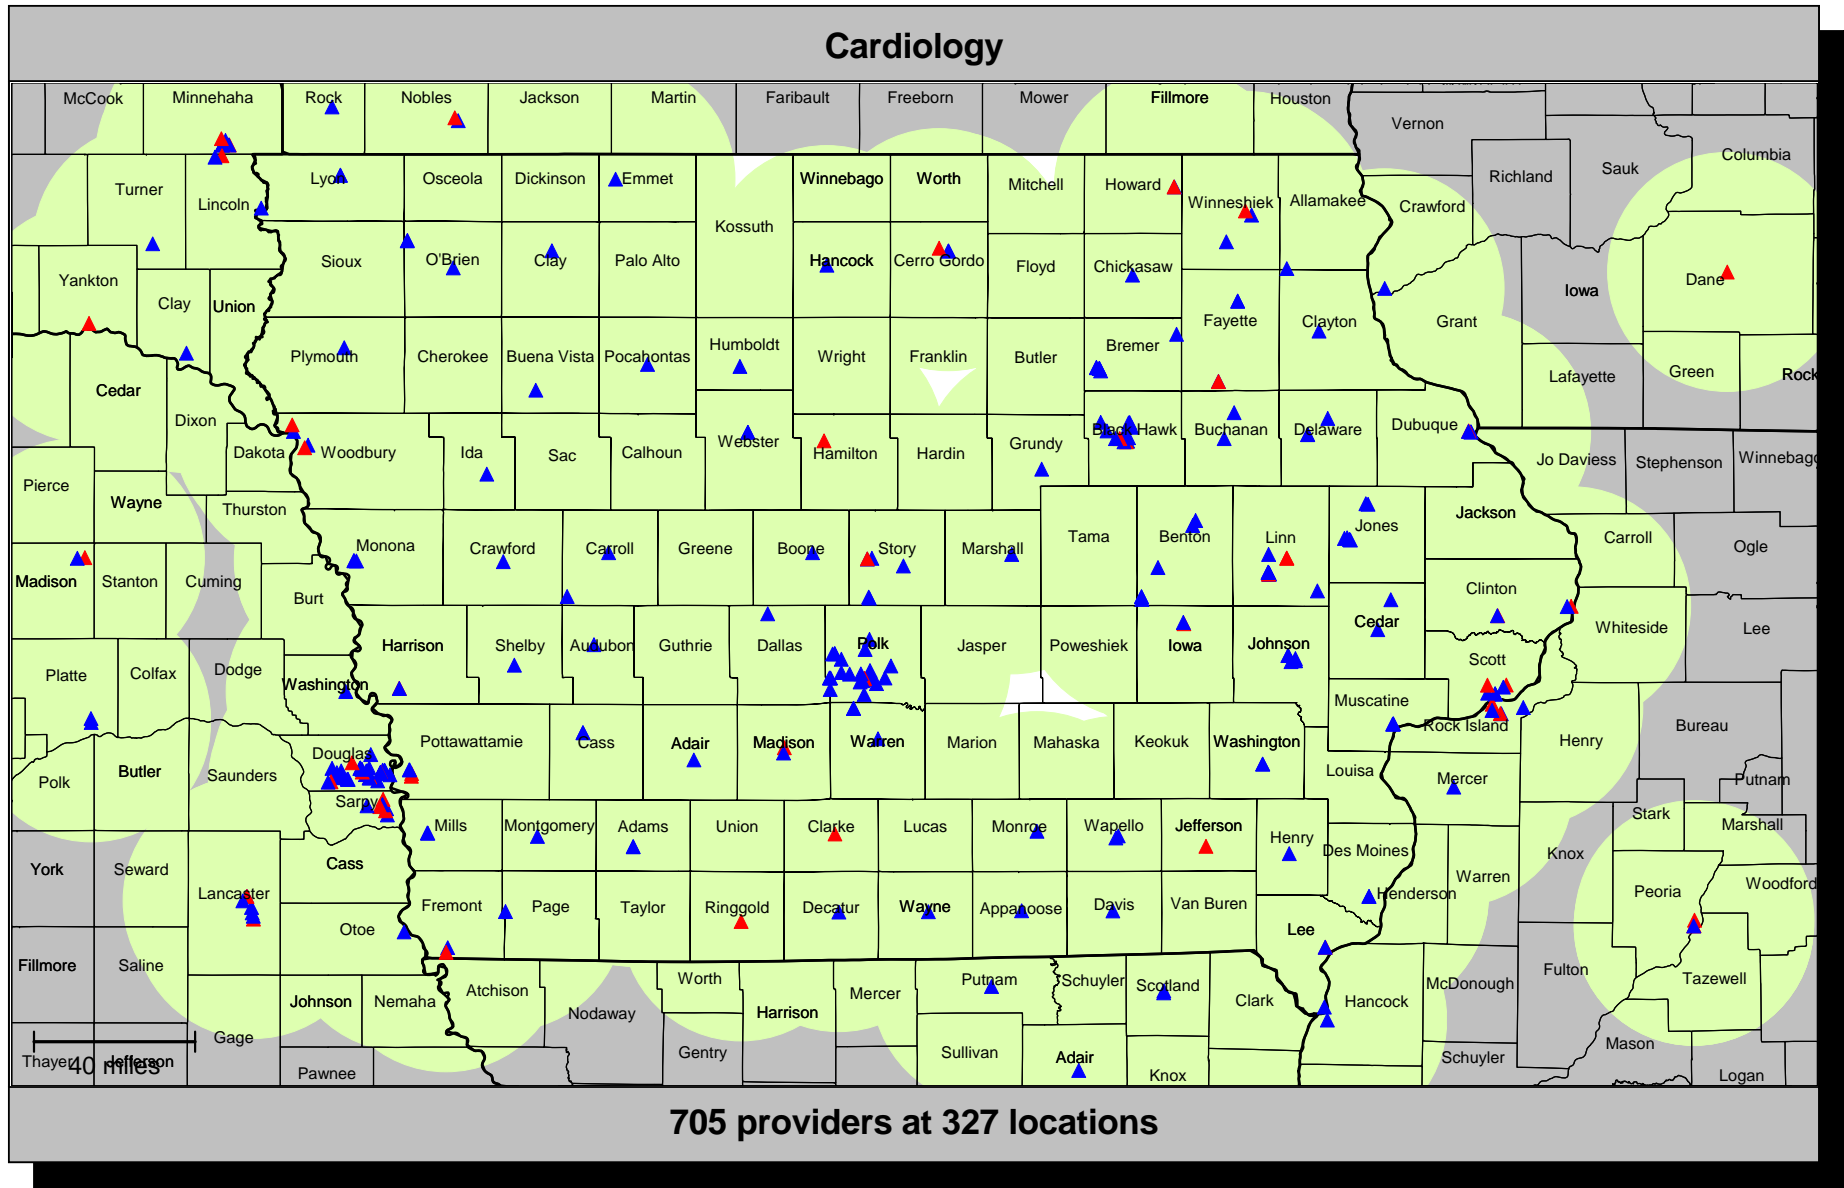 Cardiology
McCook
Minnehaha
Rock
Nobles
Jackson
Martin
Faribault
Freeborn
Mower
Fillmore
Houston
Vernon
Richland
Sauk
Columbia
Turner
Lincoln
Lyon
Osceola
Dickinson
Emmet
Kossuth
Winnebago
Worth
Mitchell
Howard
Winneshiek
Allamakee
Crawford
Yankton
Clay
Union
Sioux
O'Brien
Clay
Palo Alto
Hancock
Cerro Gordo
Floyd
Chickasaw
Fayette
Clayton
Grant
Iowa
Dane
Cedar
Dixon
Plymouth
Cherokee
Buena Vista
Pocahontas
Humboldt
Wright
Franklin
Butler
Bremer
Lafayette
Green
Rock
Dakota
Woodbury
Ida
Sac
Calhoun
Webster
Hamilton
Hardin
Grundy
Black Hawk
Buchanan
Delaware
Dubuque
Jo Daviess
Stephenson
Winnebago
Pierce
Wayne
Thurston
Monona
Crawford
Carroll
Greene
Boone
Story
Marshall
Tama
Benton
Linn
Jones
Jackson
Carroll
Ogle
Madison
Stanton
Cuming
Burt
Harrison
Shelby
Audubon
Guthrie
Dallas
Polk
Jasper
Poweshiek
Iowa
Johnson
Cedar
Clinton
Whiteside
Lee
Platte
Colfax
Dodge
Washington
Scott
Muscatine
Rock Island
Bureau
Henry
Polk
Butler
Saunders
Douglas
Sarpy
Pottawattamie
Cass
Adair
Madison
Warren
Marion
Mahaska
Keokuk
Washington
Louisa
Mercer
Putnam
Stark
Marshall
York
Seward
Lancaster
Cass
Mills
Montgomery
Adams
Union
Clarke
Lucas
Monroe
Wapello
Jefferson
Henry
Des Moines
Henderson
Warren
Knox
Peoria
Woodford
Otoe
Fremont
Page
Taylor
Ringgold
Decatur
Wayne
Appanoose
Davis
Van Buren
Lee
Fillmore
Saline
Johnson
Nemaha
Atchison
Nodaway
Worth
Harrison
Mercer
Putnam
Schuyler
Scotland
Clark
Hancock
McDonough
Fulton
Tazewell
Gage
Gentry
Sullivan
Adair
Knox
Schuyler
Mason
Logan
Thayer
Jefferson
Pawnee
40 miles
705 providers at 327 locations